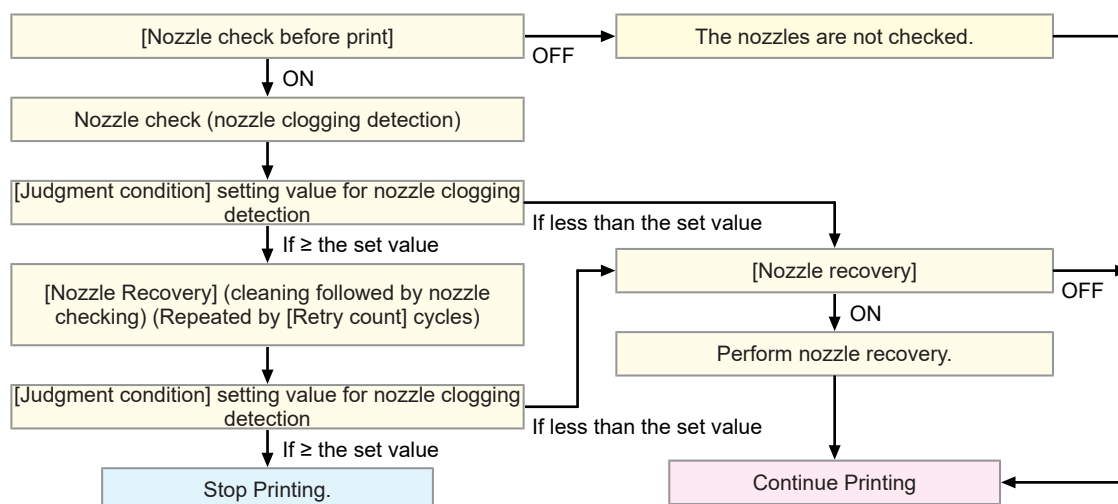 [Nozzle check before print]
OFF
The nozzles are not checked.
ON
Nozzle check (nozzle clogging detection)
[Judgment condition] setting value for nozzle clogging
detection
If less than the set value
If ≥ the set value
[Nozzle recovery]
OFF
[Nozzle Recovery] (cleaning followed by nozzle
checking) (Repeated by [Retry count] cycles)
ON
Perform nozzle recovery.
[Judgment condition] setting value for nozzle clogging
detection
If less than the set value
If ≥ the set value
Stop Printing.
Continue Printing